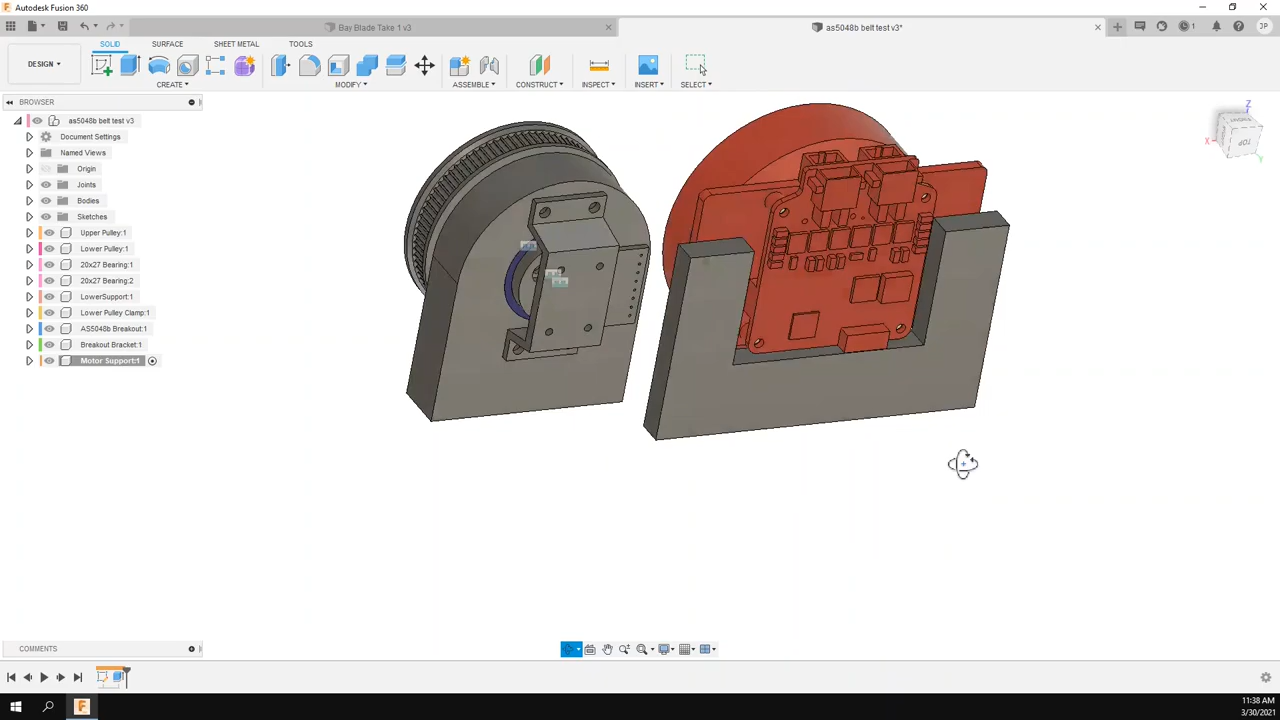 Autodesk Fusion 360
Bay Blade Take 1 v3
as5048b belt test v3*
1
JP
SOLID
SURFACE
SHEET METAL
TOOLS
DESIGN
CREATE
MODIFY
ASSEMBLE
CONSTRUCT
INSPECT
INSERT
SELECT
BROWSER
as5048b belt test v3
Document Settings
Named Views
Origin
Joints
Bodies
Sketches
Upper Pulley:1
Lower Pulley:1
20x27 Bearing:1
20x27 Bearing:2
LowerSupport:1
Lower Pulley Clamp:1
AS5048b Breakout:1
Breakout Bracket:1
Motor Support:1
Z
X
Y
TOP
COMMENTS
11:38 AM
3/30/2021